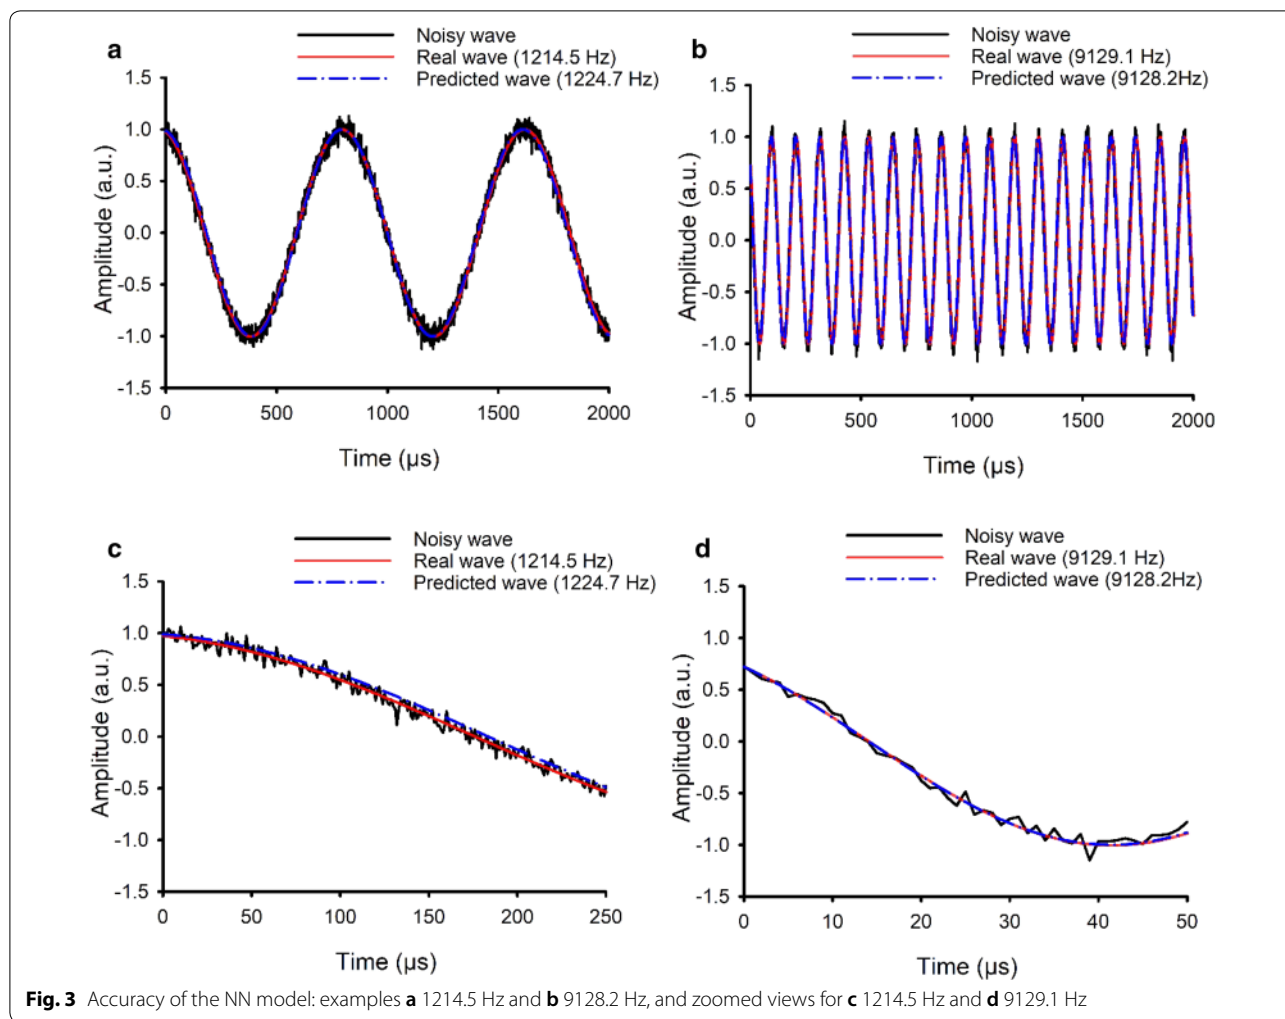 a
Noisy wave
Real wave (1214.5 Hz)
Predicted wave (1224.7 Hz)
1.5
1.0
0.5
0.0
-0.5
-1.0
-1.5
Amplitude (a.u.)
0 500 1000 1500 2000
Time (µs)
b
Noisy wave
Real wave (9129.1 Hz)
Predicted wave (9128.2Hz)
1.5
1.0
0.5
0.0
-0.5
-1.0
-1.5
Amplitude (a.u.)
0 500 1000 1500 2000
Time (µs)
c
Noisy wave
Real wave (1214.5 Hz)
Predicted wave (1224.7 Hz)
1.5
1.0
0.5
0.0
-0.5
-1.0
-1.5
Amplitude (a.u.)
0 50 100 150 200 250
Time (µs)
d
Noisy wave
Real wave (9129.1 Hz)
Predicted wave (9128.2Hz)
1.5
1.0
0.5
0.0
-0.5
-1.0
-1.5
Amplitude (a.u.)
0 10 20 30 40 50
Time (µs)
Fig. 3 Accuracy of the NN model: examples a 1214.5 Hz and b 9128.2 Hz, and zoomed views for c 1214.5 Hz and d 9129.1 Hz